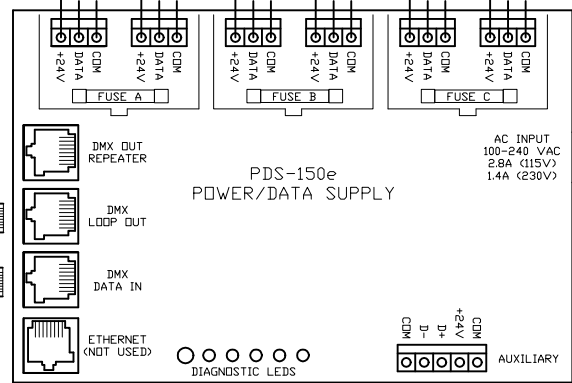 +24V DATA COM +24V DATA COM +24V DATA COM +24V DATA COM +24V DATA COM +24V DATA COM
FUSE A FUSE B FUSE C
DMX OUT
REPEATER
AC INPUT
100-240 VAC
2.8A (115V)
1.4A (230V)
PDS-150e
POWER/DATA SUPPLY
DMX
LOOP OUT
DMX
DATA IN
ETHERNET
(NOT USED)
DIAGNOSTIC LEDS
COM D- D+ +24V COM
AUXILIARY